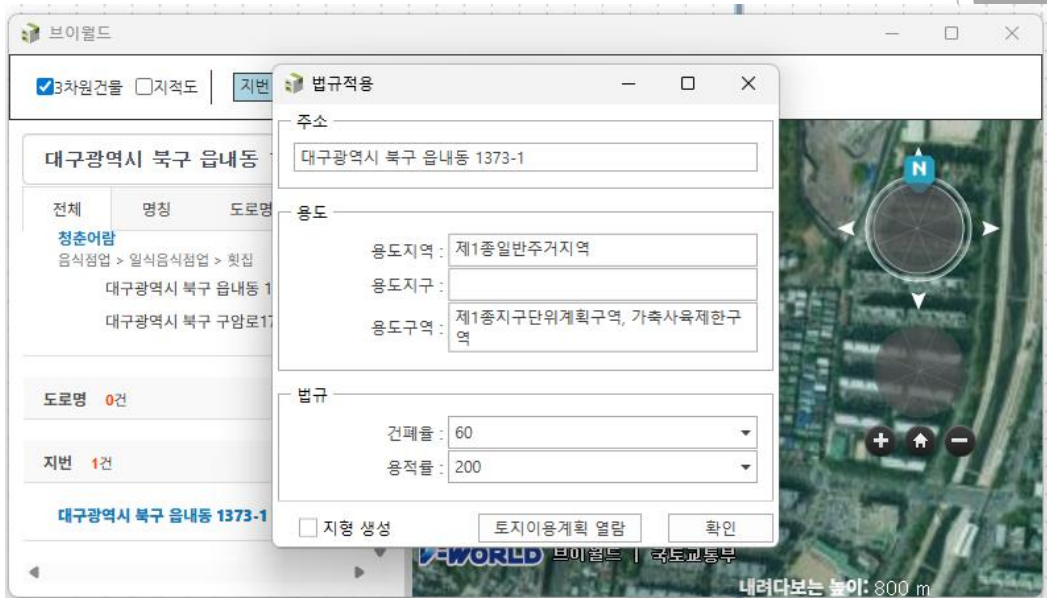 브이월드
3차원건물 지적도 지번
대구광역시 북구 읍내동
전체 명칭 도로명
청춘어람
음식점업 > 일식음식점업 > 횟집
대구광역시 북구 읍내동 1
대구광역시 북구 구암로17
도로명 0건
지번 1건
대구광역시 북구 읍내동 1373-1
법규적용
주소
대구광역시 북구 읍내동 1373-1
용도
용도지역 : 제1종일반주거지역
용도지구 :
용도구역 : 제1종지구단위계획구역, 가축사육제한구
역
법규
건폐율 : 60
용적률 : 200
지형 생성 토지이용계획 열람 확인
N
브이월드 | 국토교통부
내려다보는 높이: 800 m